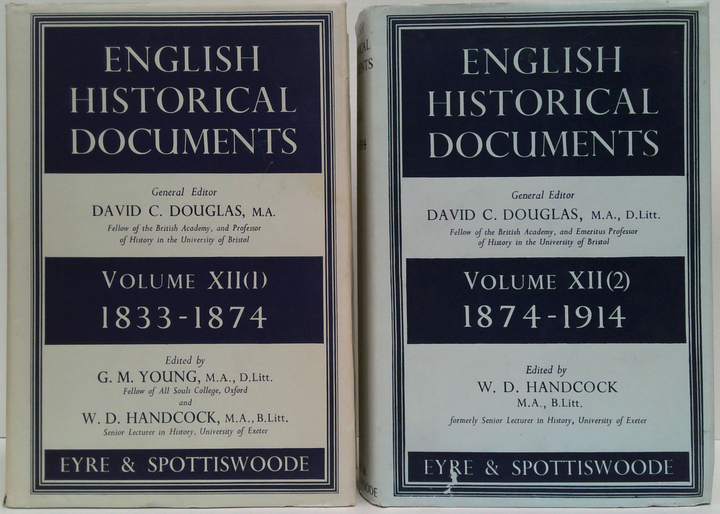 ENGLISH
HISTORICAL
DOCUMENTS
General Editor
DAVID C. DOUGLAS, M.A.
Fellow of the British Academy, and Professor
of History in the University of Bristol
VOLUME XII(1)
1833-1874
Edited by
G. M. YOUNG, M.A., D.Litt.
Fellow of All Souls College, Oxford
and
W. D. HANDCOCK, M.A., B.Litt.
Senior Lecturer in History, University of Exeter
EYRE & SPOTTISWOODE
ENGLISH
HISTORICAL
DOCUMENTS
General Editor
DAVID C. DOUGLAS, M.A., D.Litt.
Fellow of the British Academy, and Emeritus Professor
of History in the University of Bristol
VOLUME XII(2)
1874-1914
Edited by
W. D. HANDCOCK
M.A., B.Litt.
formerly Senior Lecturer in History, University of Exeter
EYRE & SPOTTISWOODE